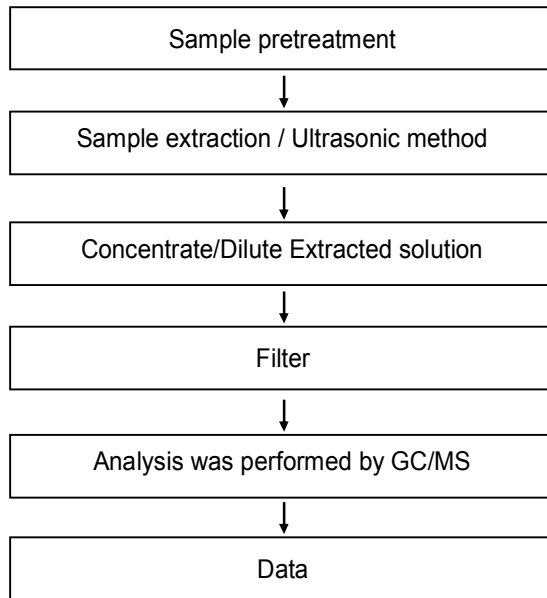 Sample pretreatment
Sample extraction / Ultrasonic method
Concentrate/Dilute Extracted solution
Filter
Analysis was performed by GC/MS
Data